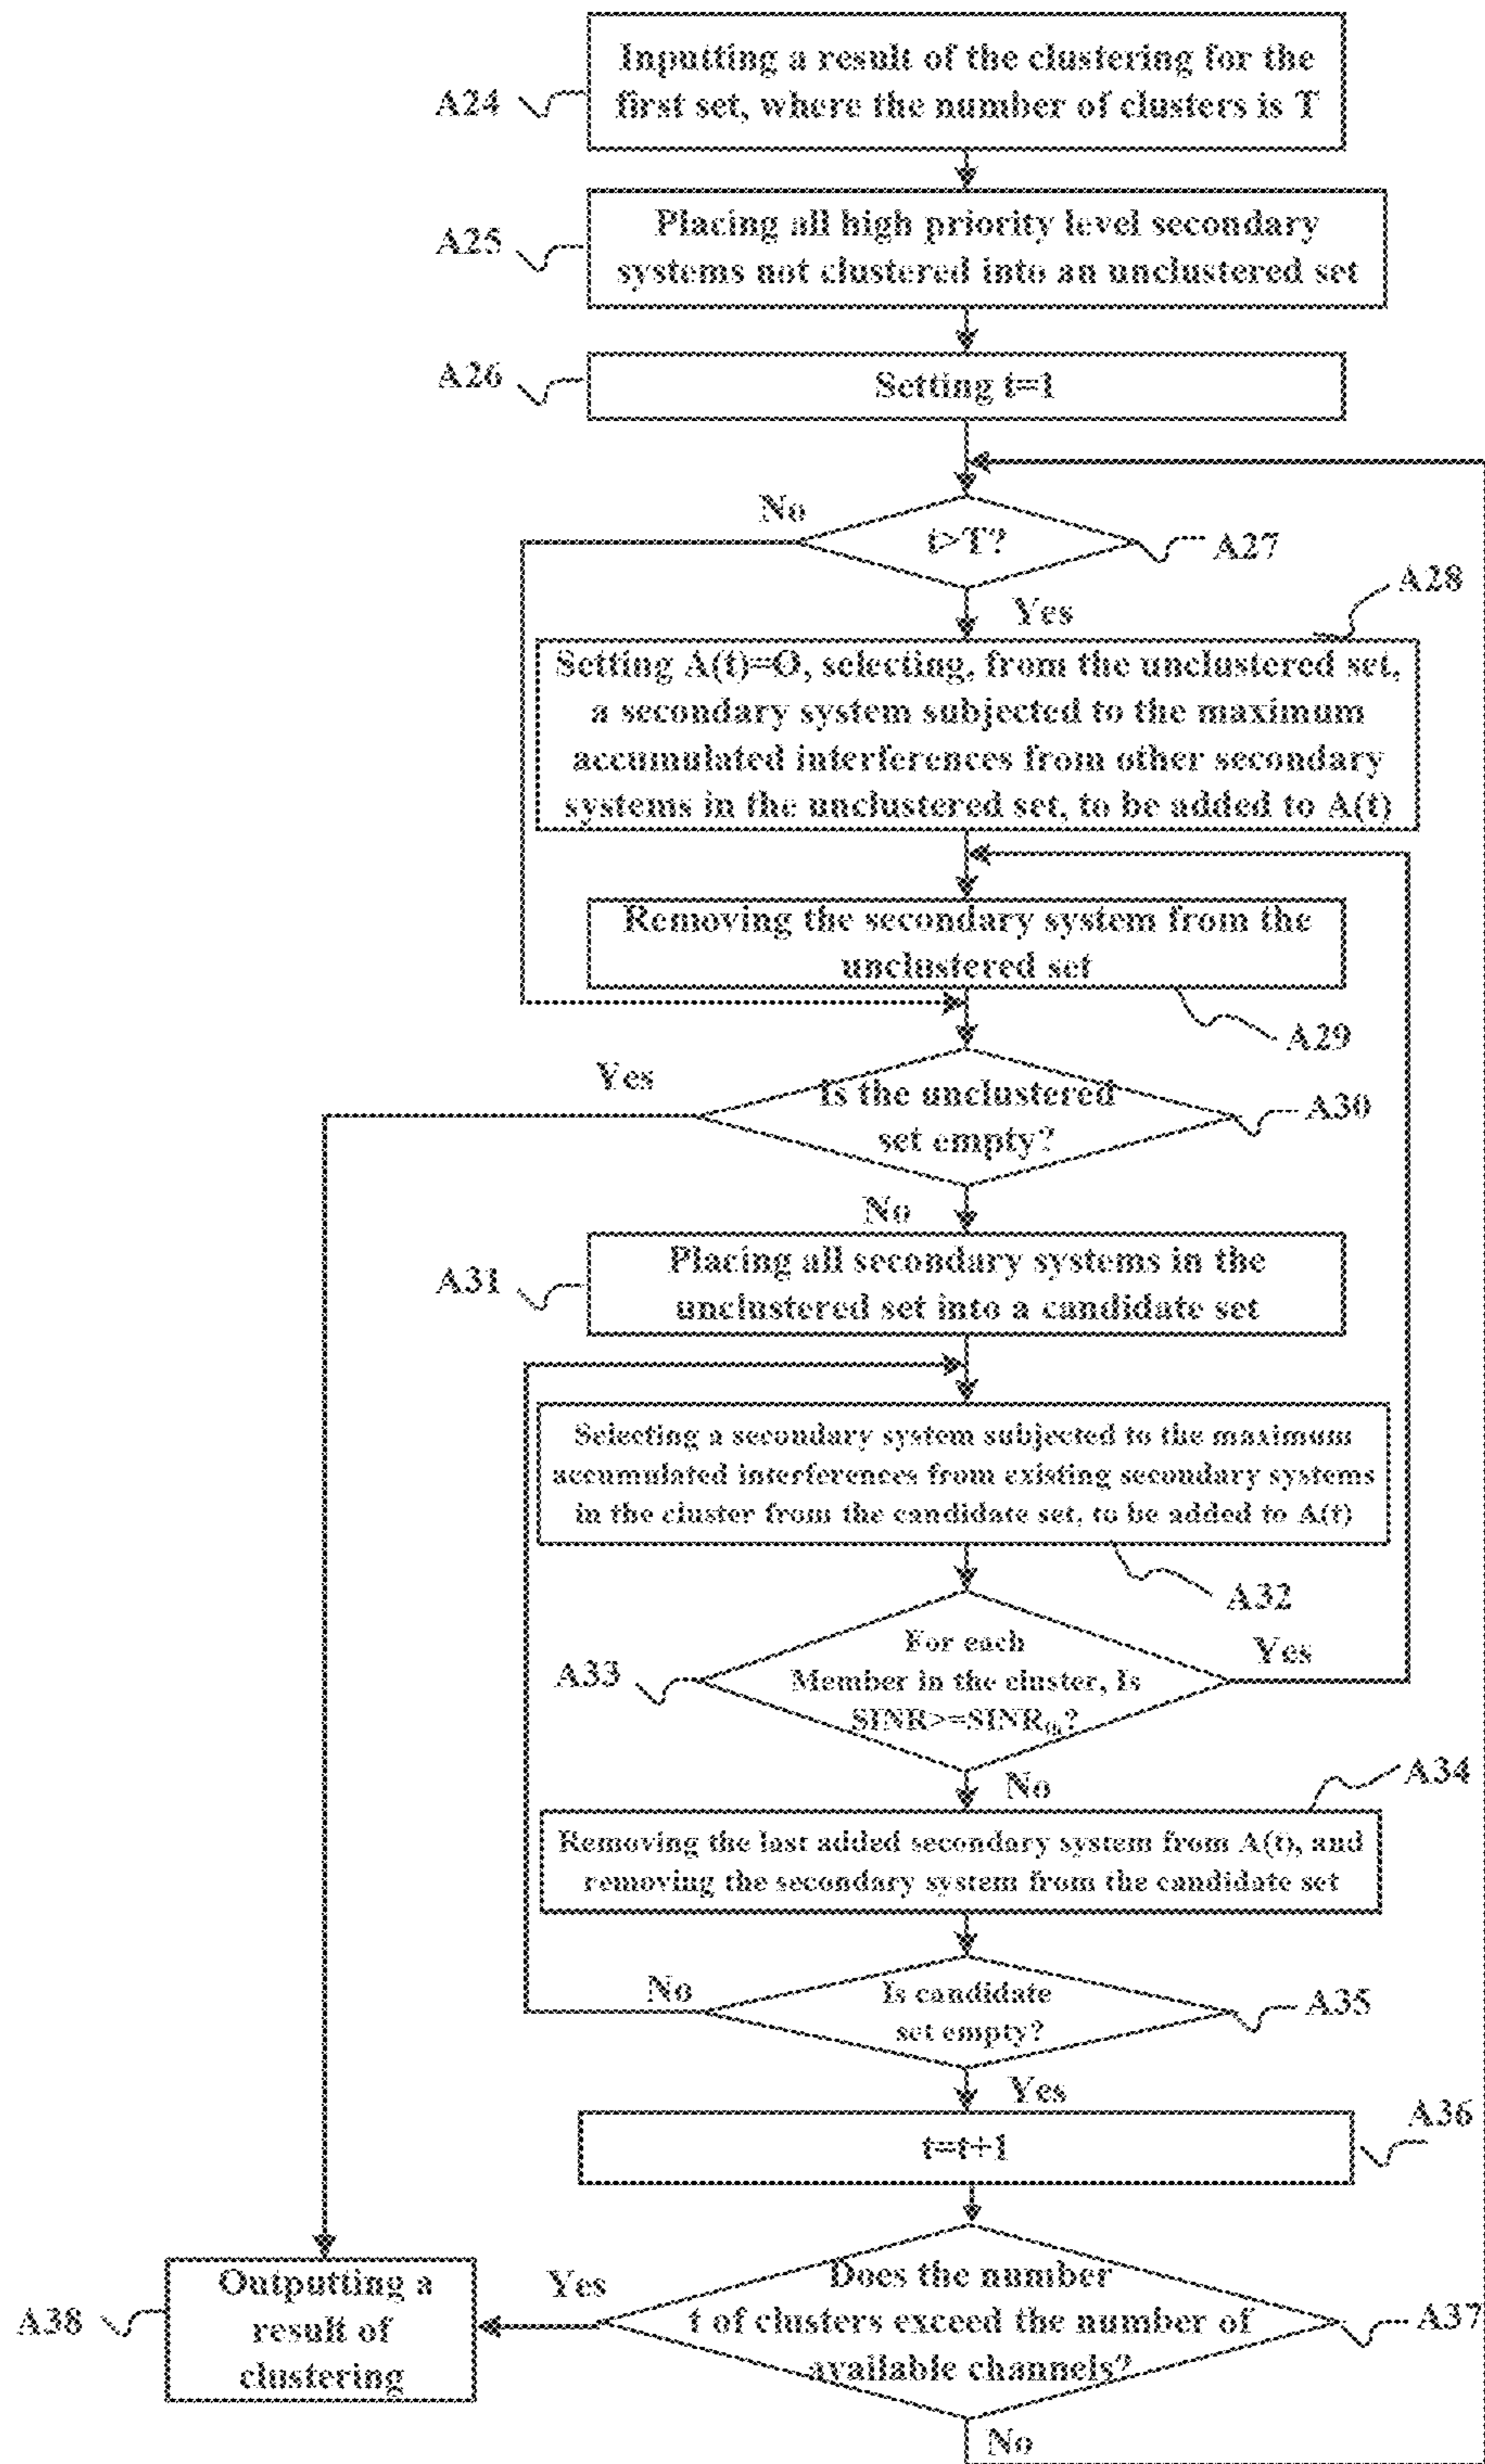 Inputting a result of the clustering for the
first set, where the number of clusters is T
A24
Placing all high priority level secondary
systems not clustered into an unclustered set
A25
A26
Setting t=1
No
t>T?
A27
A28
Yes
Setting A(t)=Ø, selecting, from the unclustered set,
a secondary system subjected to the maximum
accumulated interferences from other secondary
systems in the unclustered set, to be added to A(t)
Removing the secondary system from the
unclustered set
A29
Yes
Is the unclustered
set empty?
A30
No
Placing all secondary systems in the
unclustered set into a candidate set
A31
Selecting a secondary system subjected to the maximum
accumulated interferences from existing secondary systems
in the cluster from the candidate set, to be added to A(t)
A32
For each
Member in the cluster, Is
SINR>=SINRth?
A33
Yes
No
A34
Removing the last added secondary system from A(t), and
removing the secondary system from the candidate set
No
Is candidate
set empty?
A35
Yes
A36
t=t+1
Does the number
t of clusters exceed the number of
available channels?
A37
Yes
Outputting a
result of
clustering
A38
No